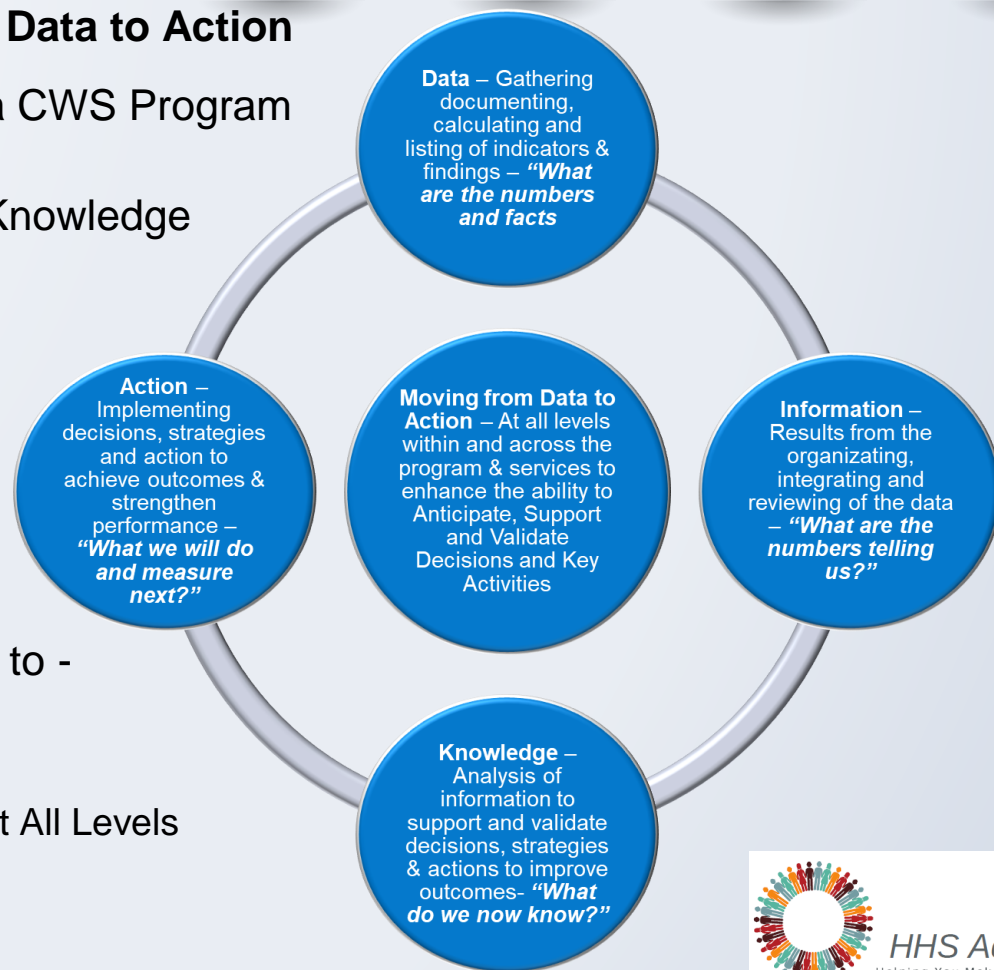 Data to Action
a CWS Program
Knowledge
to -
t All Levels
Data – Gathering
documenting,
calculating and
listing of indicators &
findings – “What
are the numbers
and facts
Action –
Implementing
decisions, strategies
and action to
achieve outcomes &
strengthen
performance –
“What we will do
and measure
next?”
Moving from Data to
Action – At all levels
within and across the
program & services to
enhance the ability to
Anticipate, Support
and Validate
Decisions and Key
Activities
Information –
Results from the
organizating,
integrating and
reviewing of the data
– “What are the
numbers telling
us?”
Knowledge –
Analysis of
information to
support and validate
decisions, strategies
& actions to improve
outcomes- “What
do we now know?”
HHS